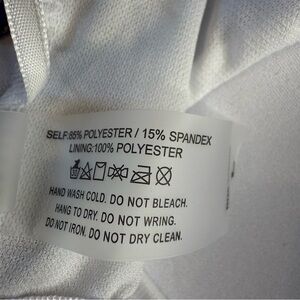 SELF:85% POLYESTER / 15% SPANDEX
LINING:100% POLYESTER
HAND WASH COLD. DO NOT BLEACH.
HANG TO DRY. DO NOT WRING.
DO NOT IRON. DO NOT DRY CLEAN.